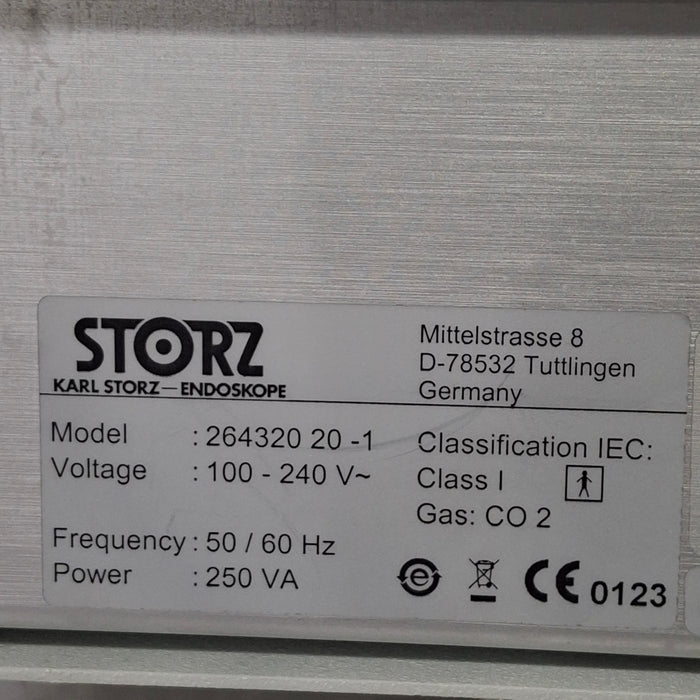 STORZ
KARL STORZ—ENDOSKOPE
Mittelstrasse 8
D-78532 Tuttlingen
Germany
Model : 264320 20 -1
Voltage : 100 - 240 V~
Frequency : 50 / 60 Hz
Power : 250 VA
Classification IEC:
Class I
Gas: CO 2
e
CE 0123